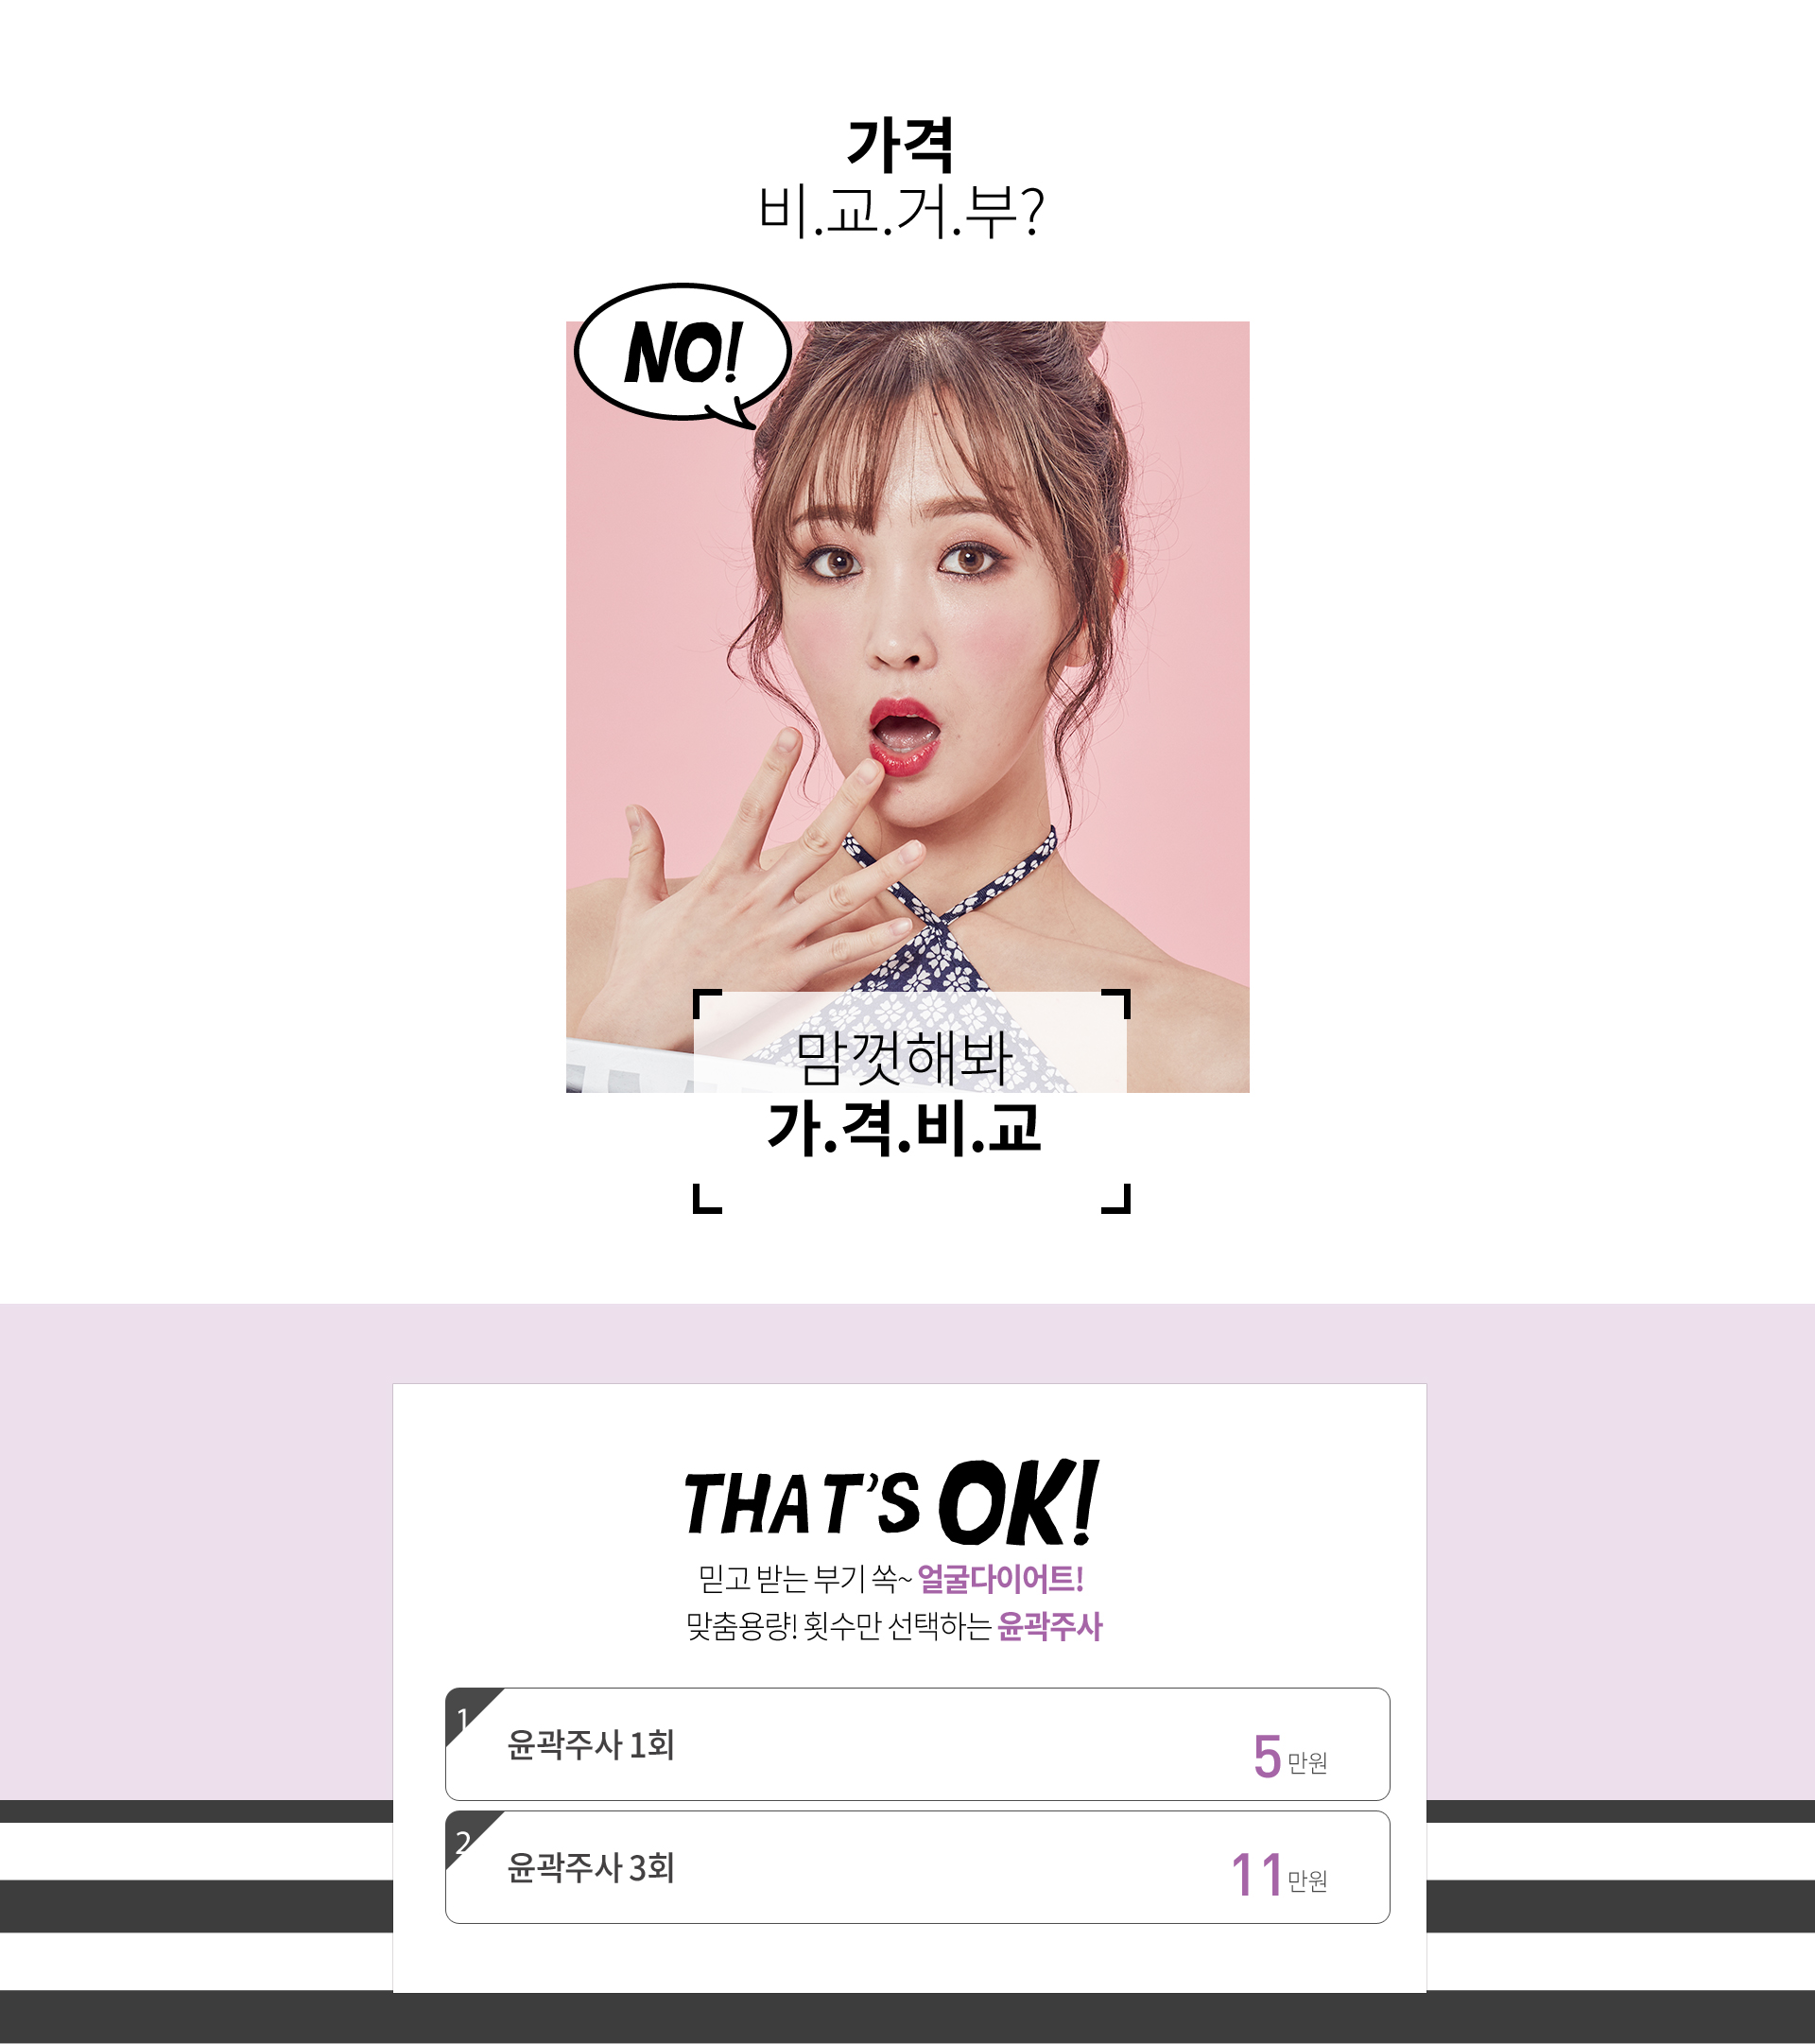 가격
비.교.거.부?
NO!
맘껏해봐
가.격.비.교
THAT'S OK!
믿고 받는 부기 쏙~ 얼굴다이어트!
맞춤용량! 횟수만 선택하는 윤곽주사
1
윤곽주사 1회
5 만원
2
윤곽주사 3회
11 만원